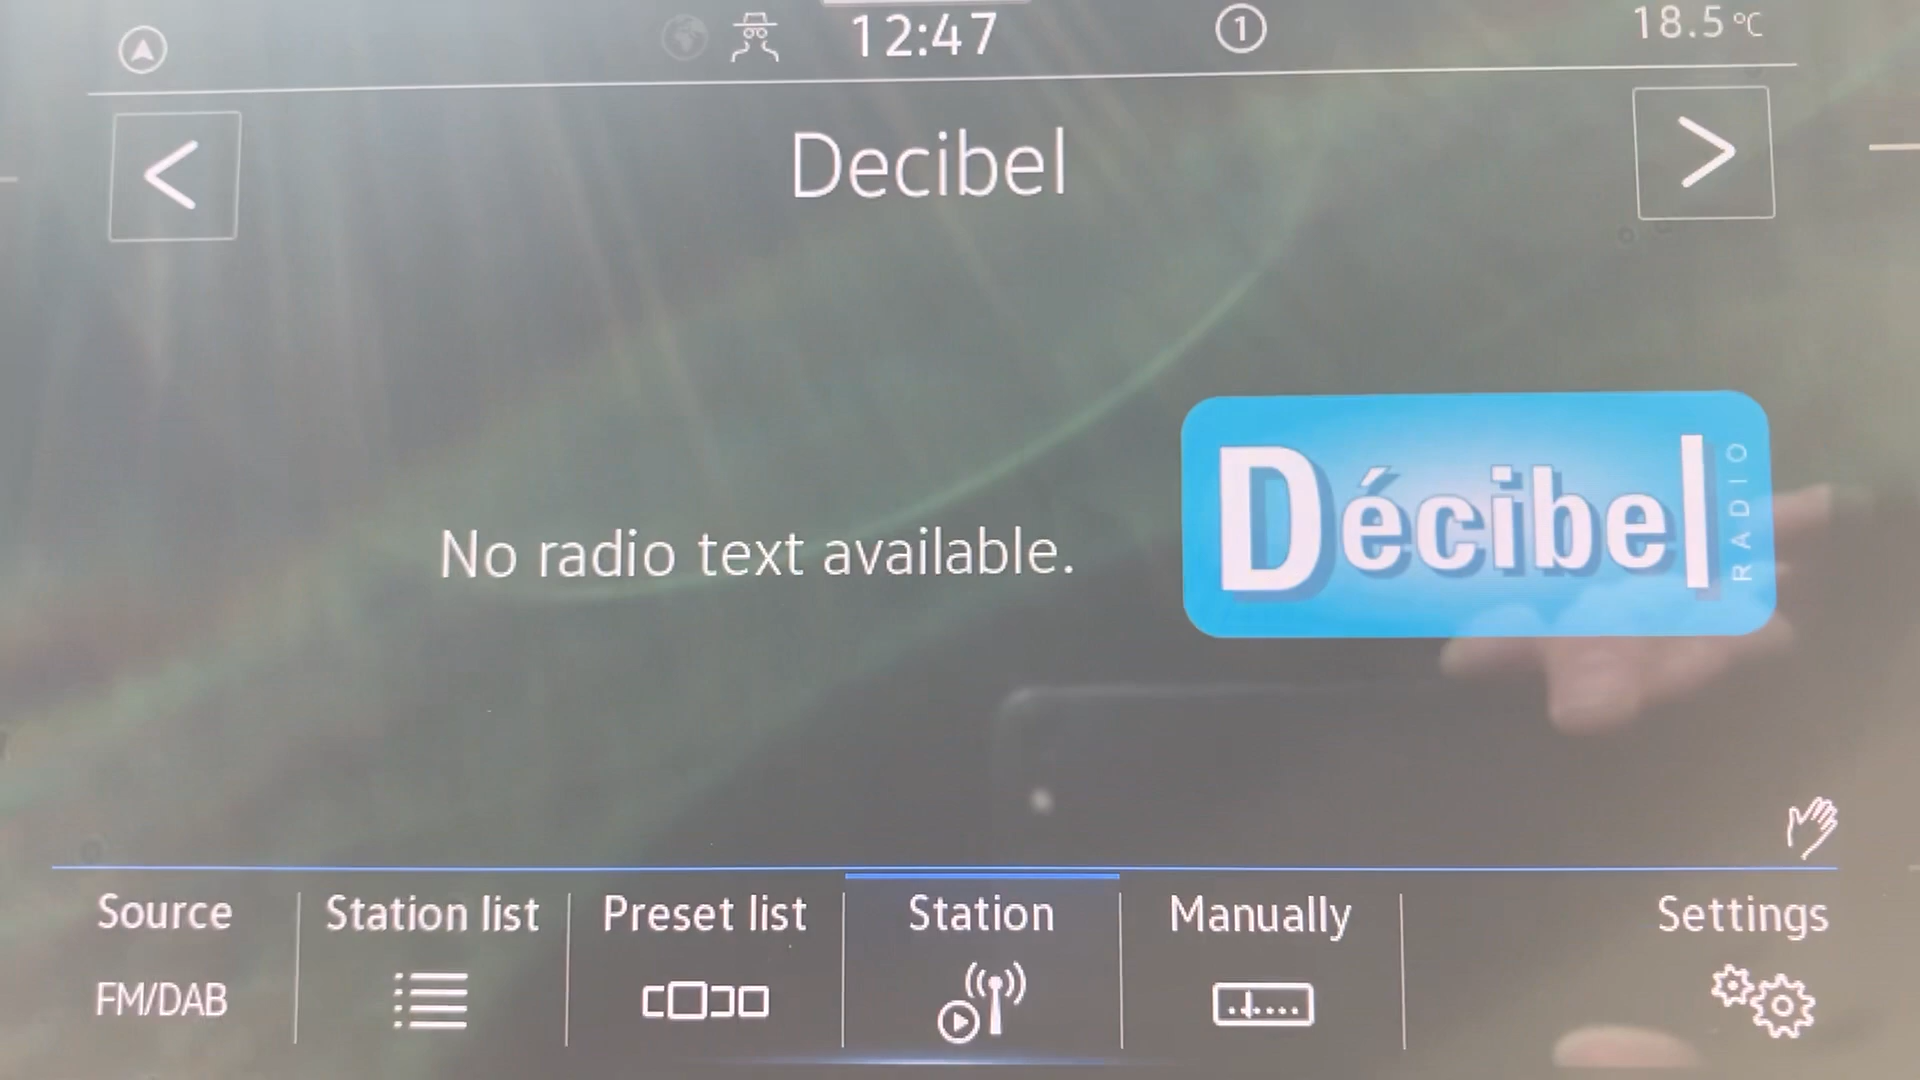 12:47
1
18.5 °C
<
Decibel
>
No radio text available.
Décibel
RADIO
Source
Station list
Preset list
Station
Manually
Settings
FM/DAB